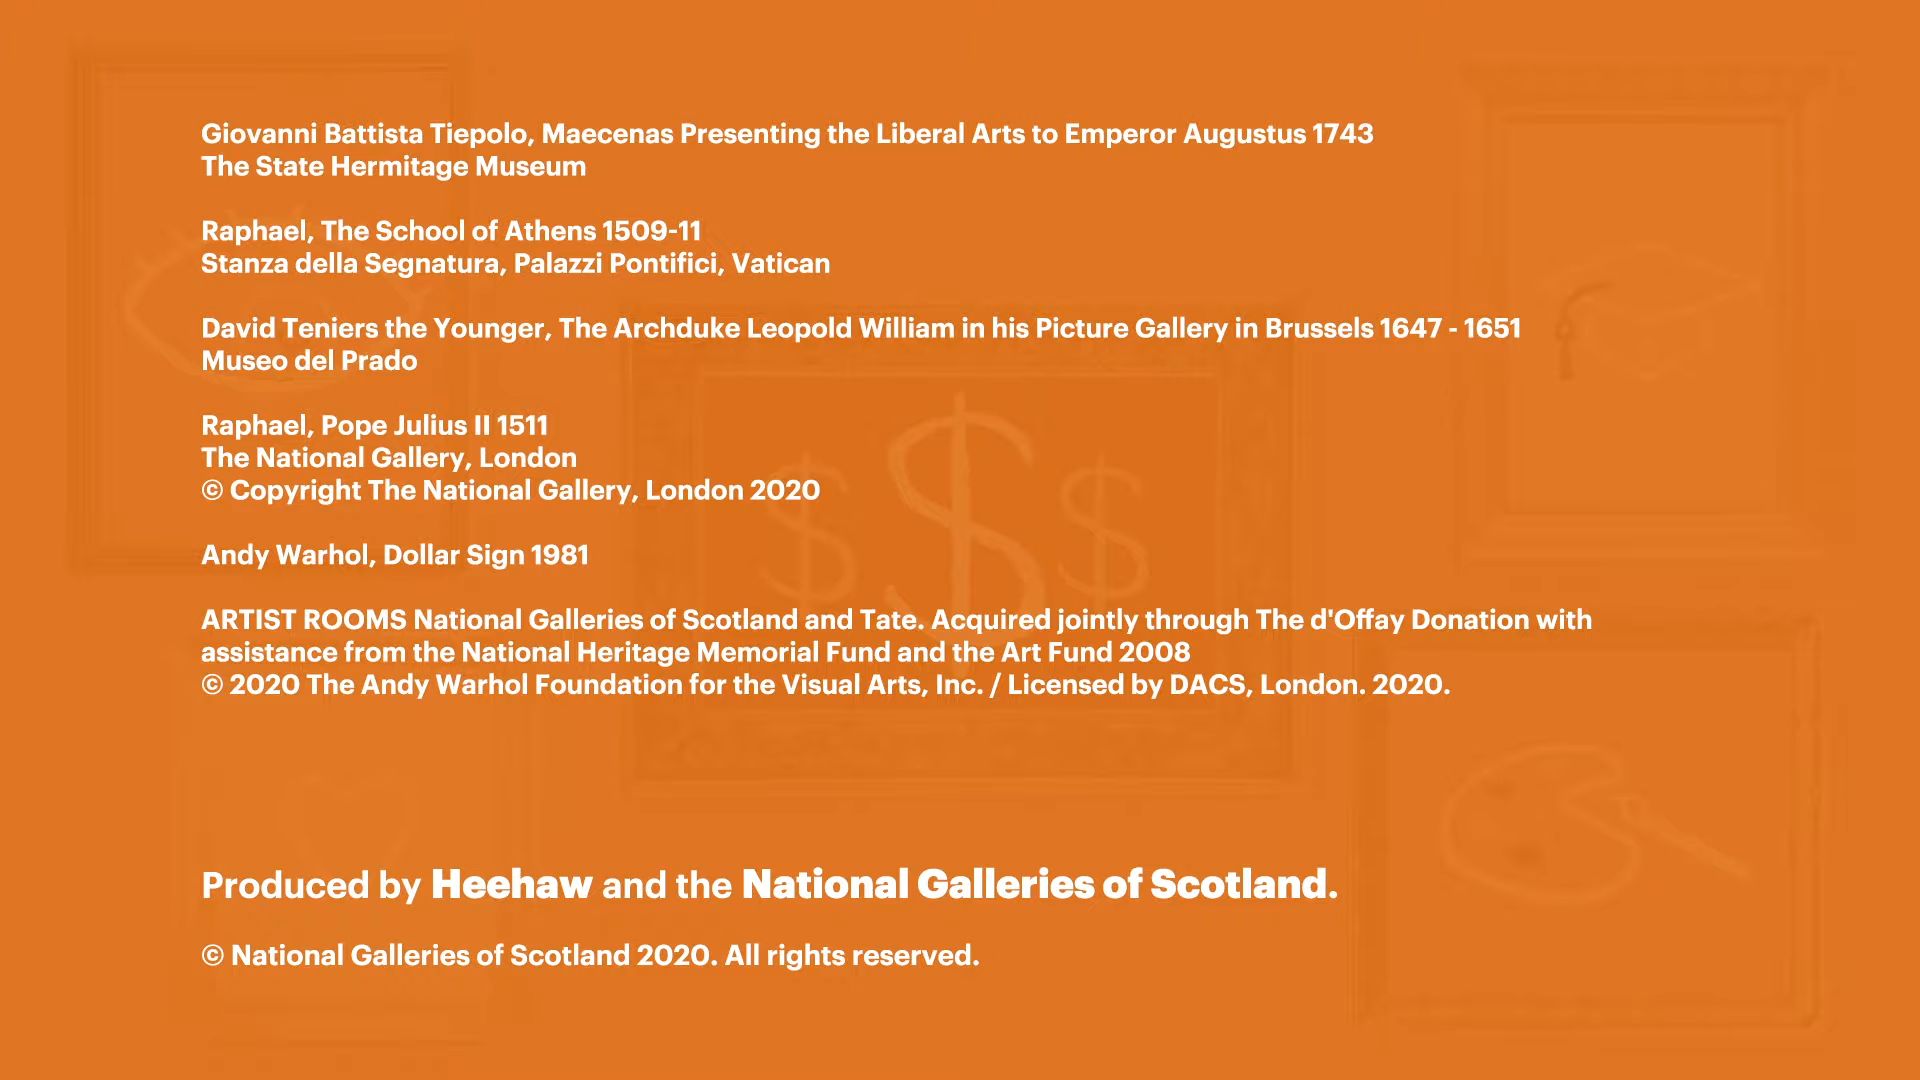 Giovanni Battista Tiepolo, Maecenas Presenting the Liberal Arts to Emperor Augustus 1743
The State Hermitage Museum
Raphael, The School of Athens 1509-11
Stanza della Segnatura, Palazzi Pontifici, Vatican
David Teniers the Younger, The Archduke Leopold William in his Picture Gallery in Brussels 1647 - 1651
Museo del Prado
Raphael, Pope Julius II 1511
The National Gallery, London
© Copyright The National Gallery, London 2020
Andy Warhol, Dollar Sign 1981
ARTIST ROOMS National Galleries of Scotland and Tate. Acquired jointly through The d'Offay Donation with
assistance from the National Heritage Memorial Fund and the Art Fund 2008
© 2020 The Andy Warhol Foundation for the Visual Arts, Inc. / Licensed by DACS, London. 2020.
Produced by Heehaw and the National Galleries of Scotland.
© National Galleries of Scotland 2020. All rights reserved.